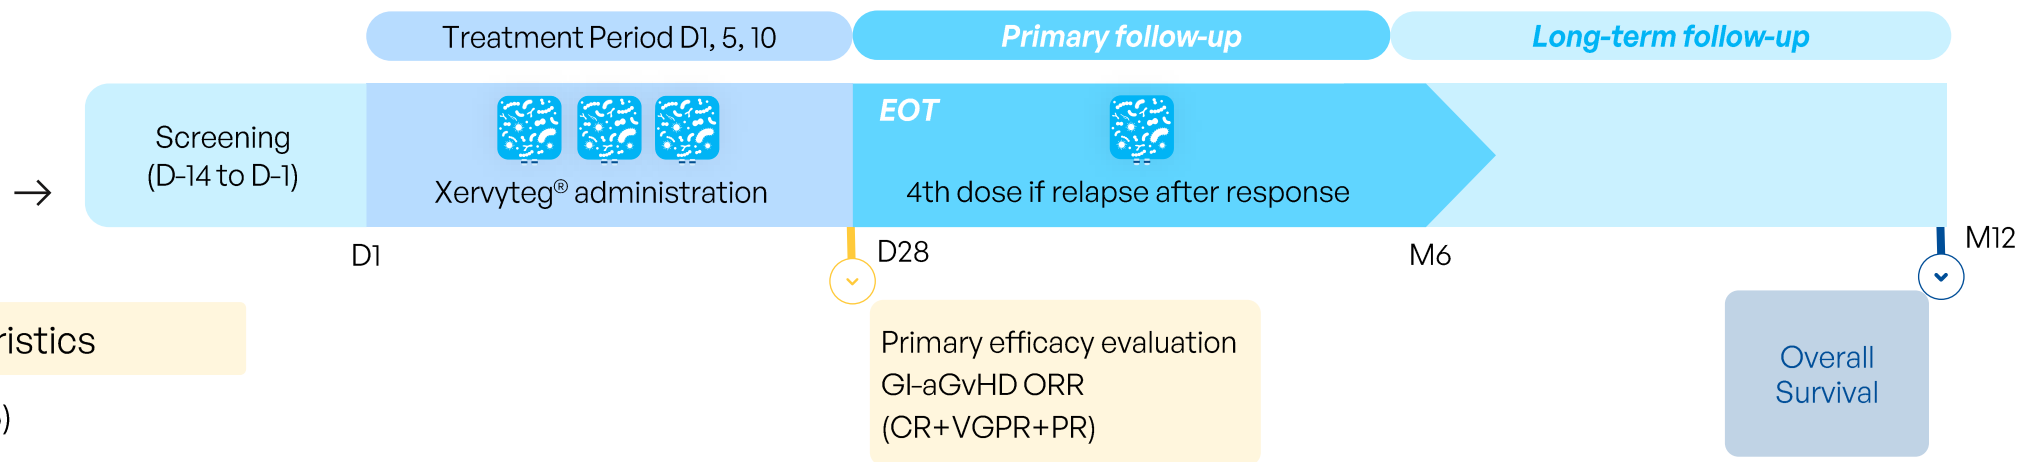 Treatment Period D1, 5, 10
Primary follow-up
Long-term follow-up
Screening
(D-14 to D-1)
EOT
Xervyteg® administration
4th dose if relapse after response
D1
D28
M6
M12
ristics
)
Primary efficacy evaluation
GI-aGvHD ORR
(CR+VGPR+PR)
Overall
Survival